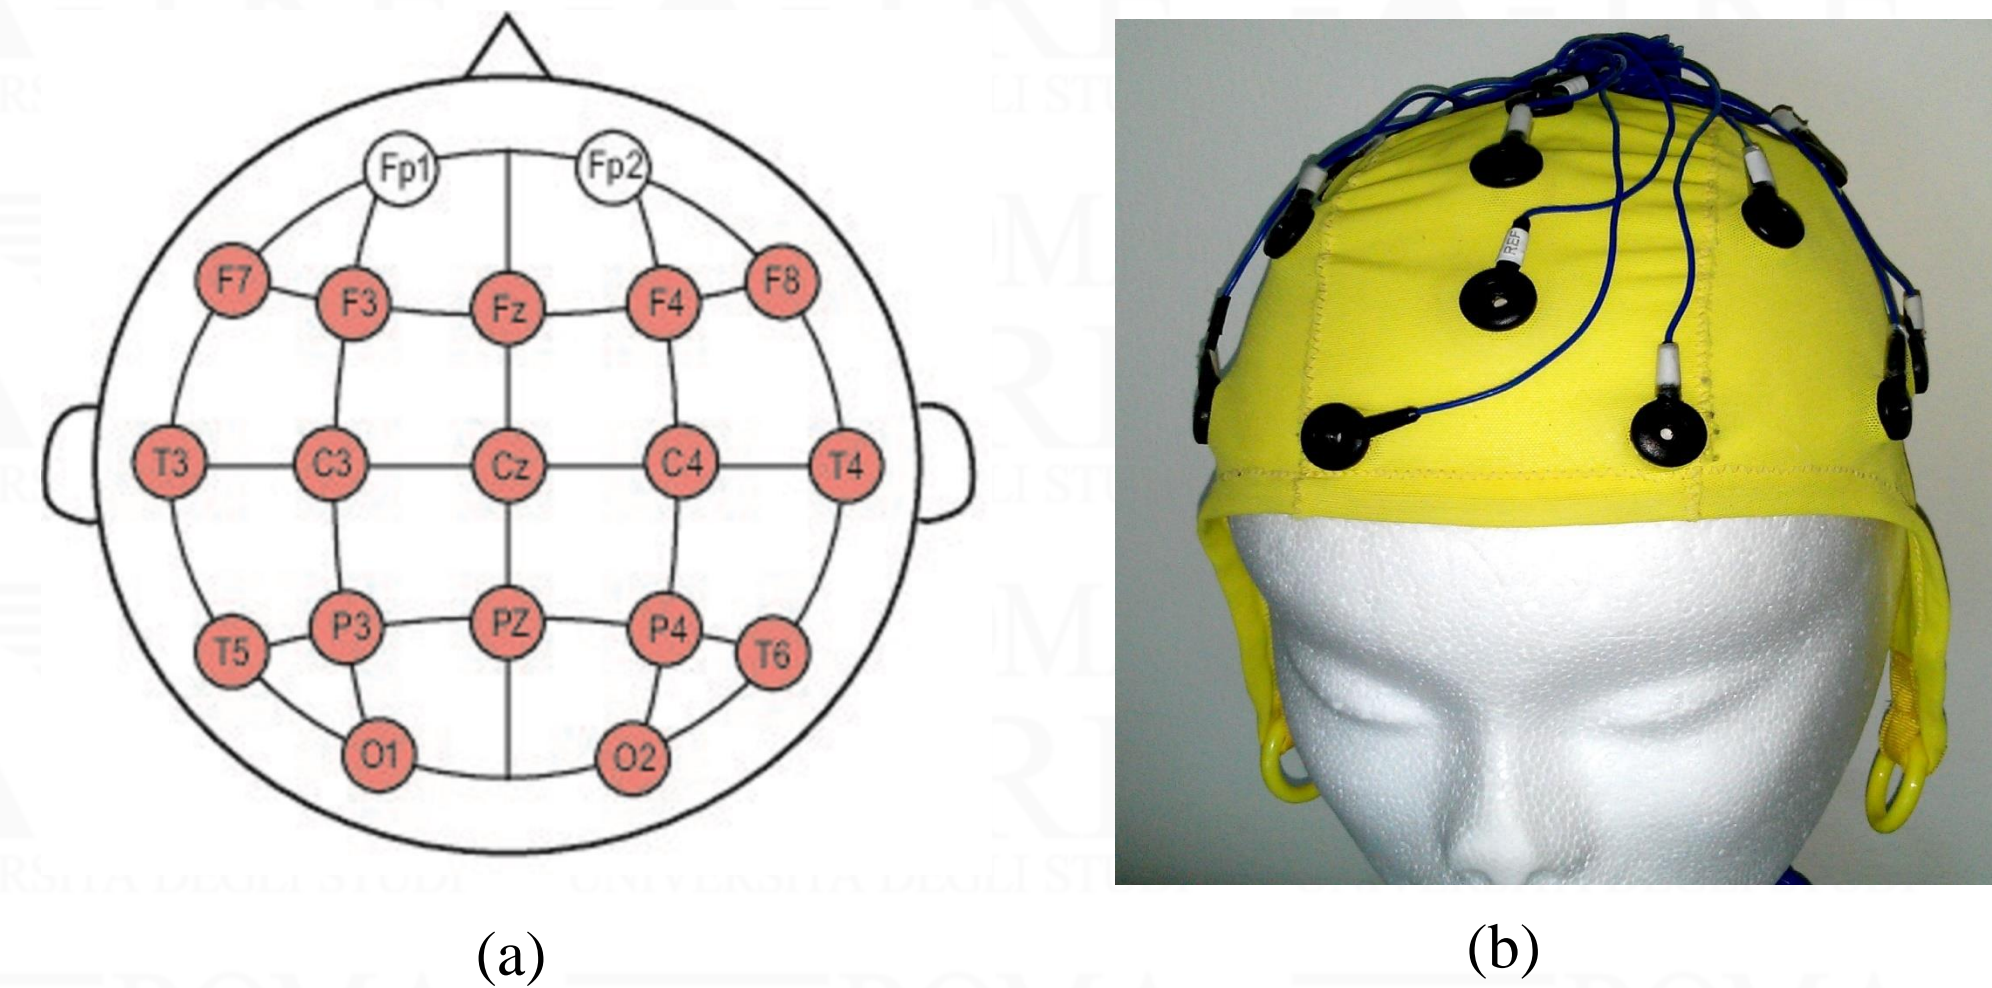 Fp1 Fp2
F7 F3 Fz F4 F8
T3 C3 Cz C4 T4
T5 P3 PZ P4 T6
O1 O2
REF
(a) (b)